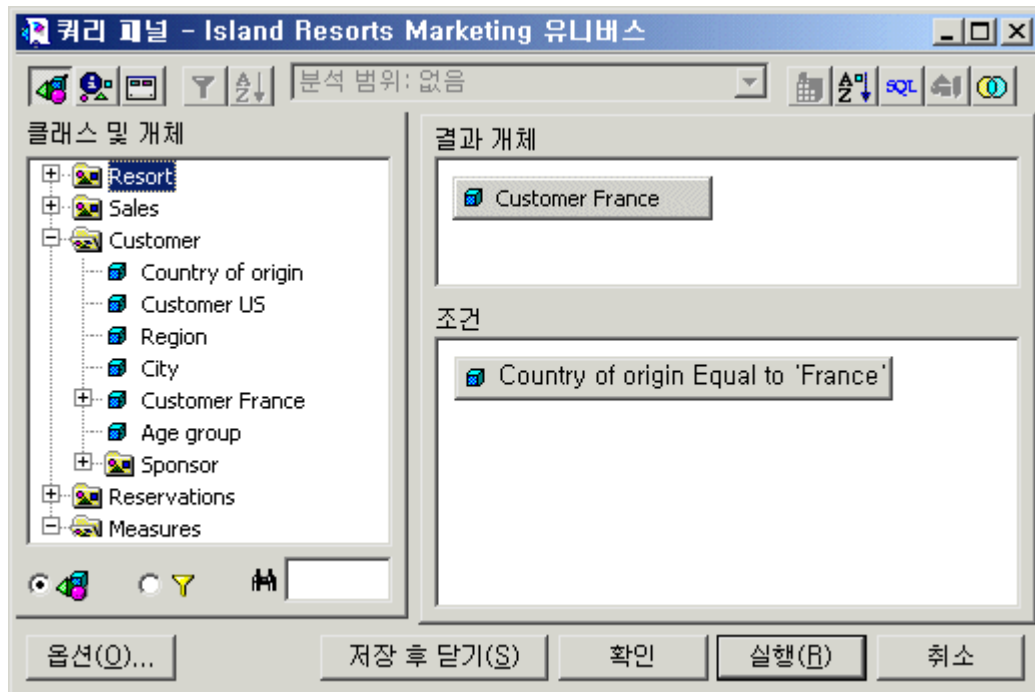 쿼리 패널 – Island Resorts Marketing 유니버스
분석 범위: 없음
SQL
클래스 및 개체
Resort
Sales
Customer
Country of origin
Customer US
Region
City
Customer France
Age group
Sponsor
Reservations
Measures
결과 개체
Customer France
조건
Country of origin Equal to 'France'
옵션(O)...
저장 후 닫기(S)
확인
실행(R)
취소